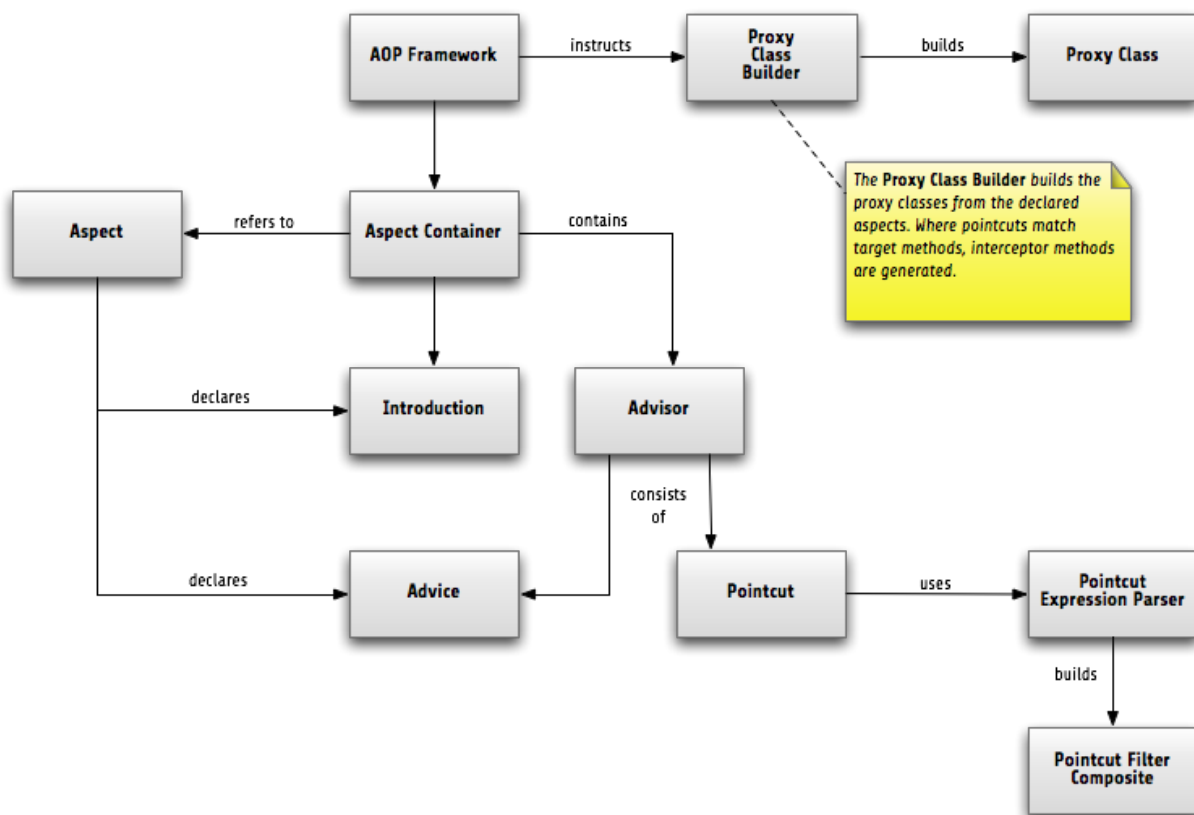 AOP Framework
instructs
Proxy
Class
Builder
builds
Proxy Class
The Proxy Class Builder builds the
proxy classes from the declared
aspects. Where pointcuts match
target methods, interceptor methods
are generated.
Aspect
refers to
Aspect Container
contains
declares
Introduction
Advisor
consists
of
declares
Advice
Pointcut
uses
Pointcut
Expression Parser
builds
Pointcut Filter
Composite